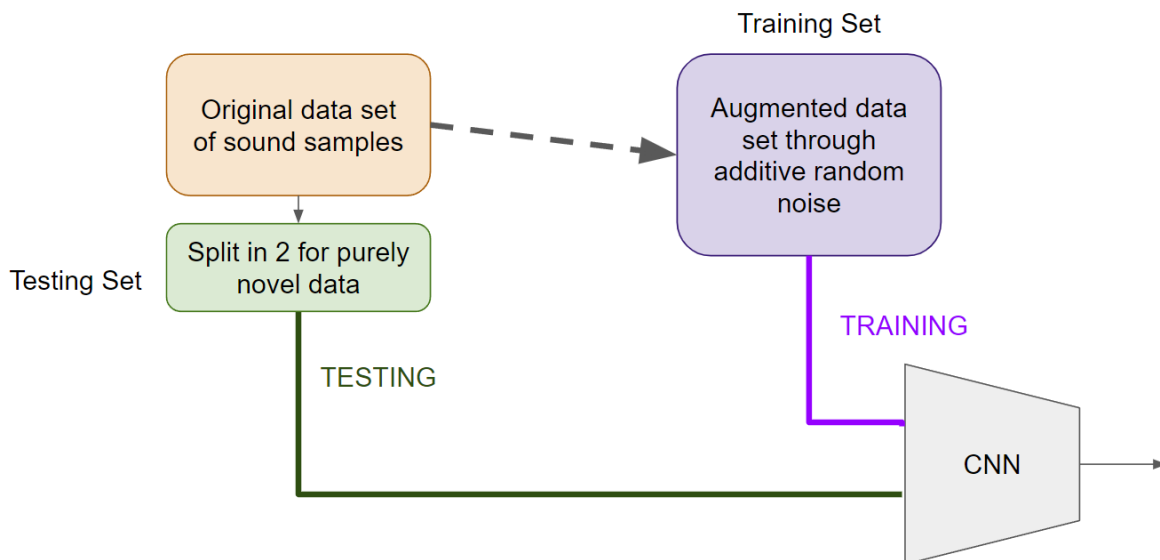 Training Set
Original data set
of sound samples
Augmented data
set through
additive random
noise
Testing Set
Split in 2 for purely
novel data
TRAINING
TESTING
CNN